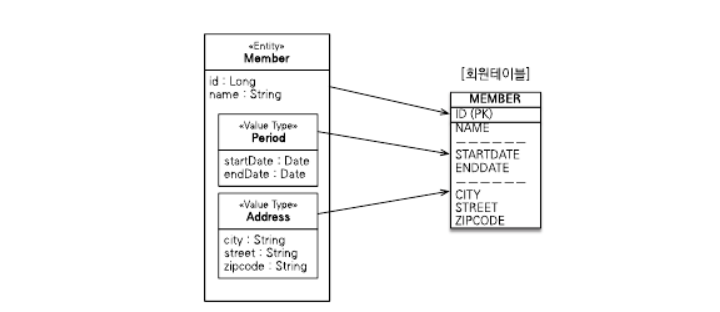 «Entity»
Member
id : Long
name : String
«Value Type»
Period
startDate : Date
endDate : Date
«Value Type»
Address
city : String
street : String
zipcode : String
[회원테이블]
MEMBER
ID (PK)
NAME
STARTDATE
ENDDATE
CITY
STREET
ZIPCODE